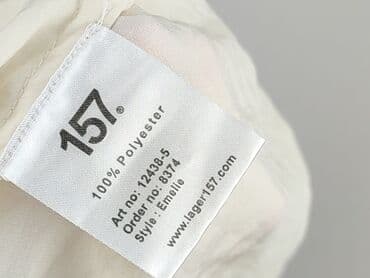 157®
100% Polyester
Art no: 12438-5
Order no: 8374
Style : Emelie
www.lager157.com